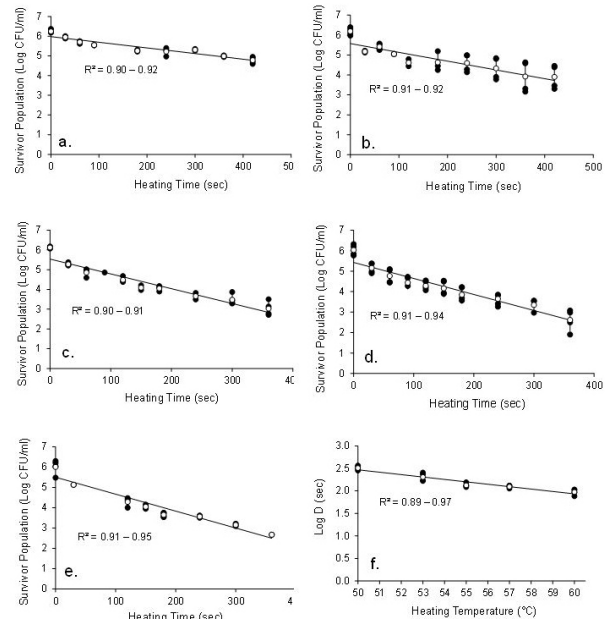 Survivor Population (Log CFU/ml)
7
6
5
4
3
2
1
0
R² = 0.90 – 0.92
a.
0 100 200 300 400 50
Heating Time (sec)
Survivor Population (Log CFU/ml)
7
6
5
4
3
2
1
0
R² = 0.91 – 0.92
b.
0 100 200 300 400 500
Heating Time (sec)
Survivor Population (Log CFU/ml)
7
6
5
4
3
2
1
0
R² = 0.90 – 0.91
c.
0 100 200 300 40
Heating Time (sec)
Survivor Population (Log CFU/ml)
7
6
5
4
3
2
1
0
R² = 0.91 – 0.94
d.
0 100 200 300 400
Heating Time (sec)
Survivor Population (Log CFU/ml)
7
6
5
4
3
2
1
0
R² = 0.91 – 0.95
e.
0 100 200 300 40
Heating Time (sec)
Log D (sec)
3.0
2.5
2.0
1.5
1.0
0.5
0.0
R² = 0.89 – 0.97
f.
50 51 52 53 54 55 56 57 58 59 60
Heating Temperature (°C)